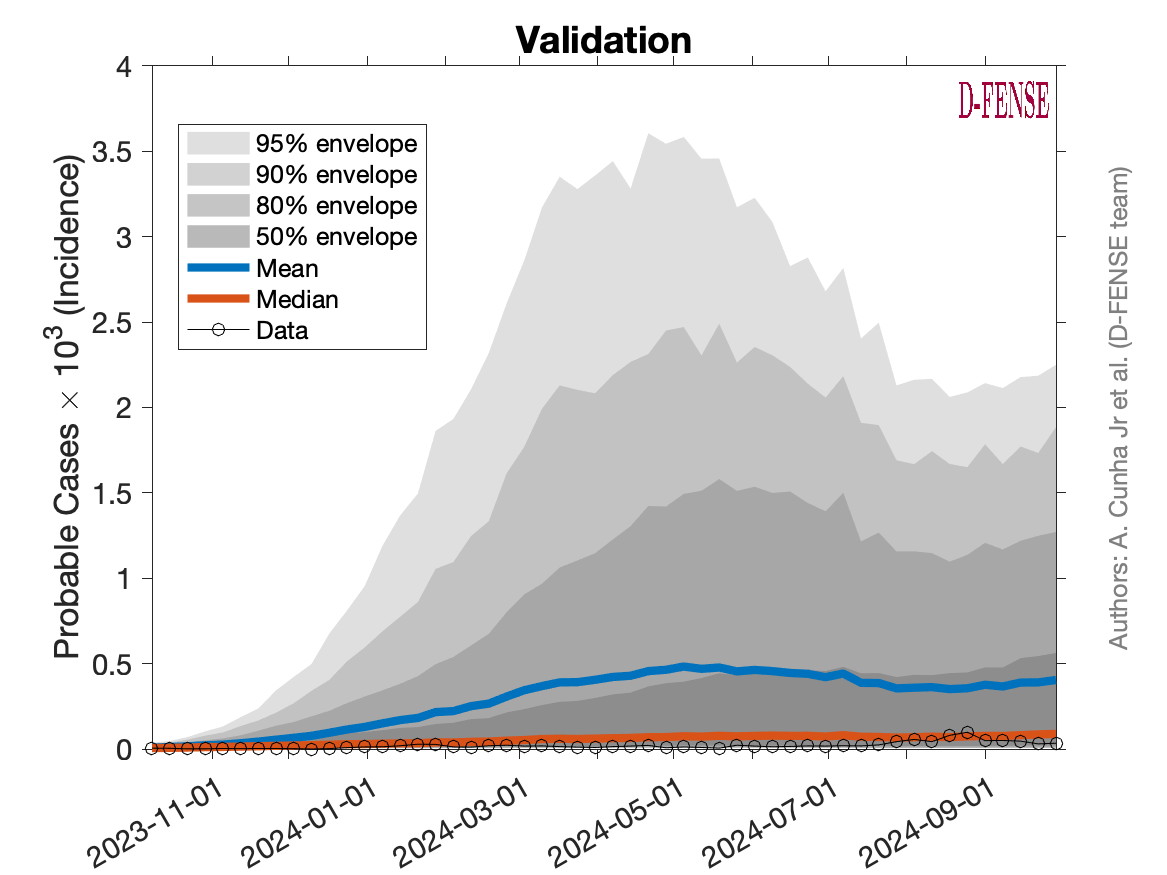 Validation
D-FENSE
4
3.5
3
2.5
2
1.5
1
0.5
0
Probable Cases × 10³ (Incidence)
95% envelope
90% envelope
80% envelope
50% envelope
Mean
Median
Data
2023-11-01
2024-01-01
2024-03-01
2024-05-01
2024-07-01
2024-09-01
Authors: A. Cunha Jr et al. (D-FENSE team)